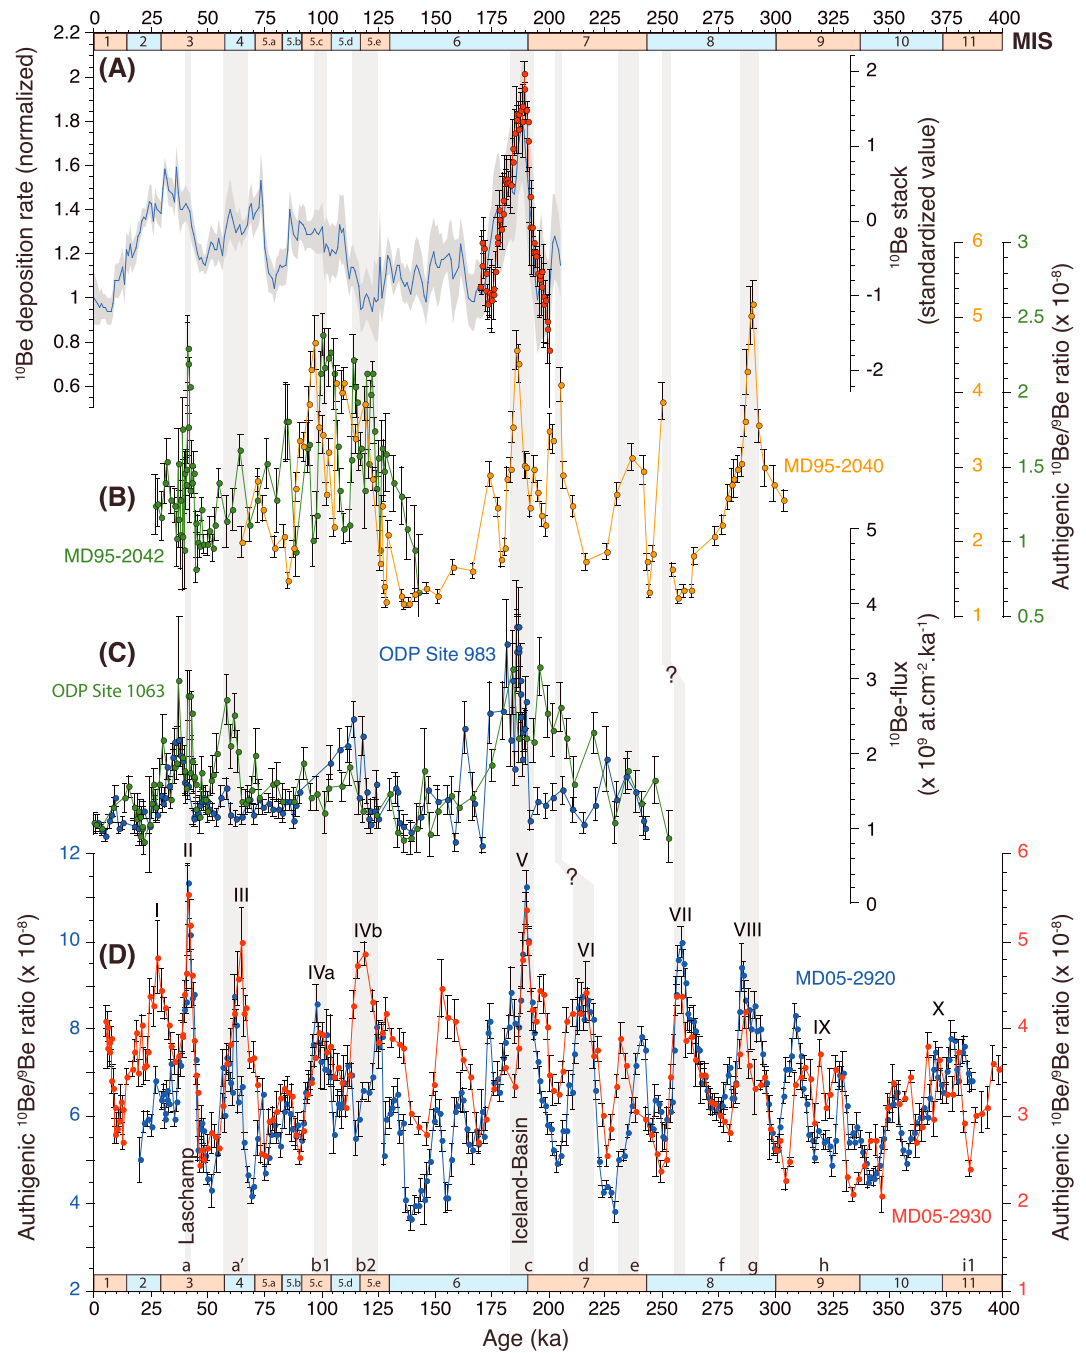 0 25 50 75 100 125 150 175 200 225 250 275 300 325 350 375 400
1 2 3 4 5.a 5.b 5.c 5.d 5.e 6 7 8 9 10 11 MIS
(A)
2.2
2
1.8
1.6
1.4
1.2
1
0.8
0.6
¹⁰Be deposition rate (normalized)
2
1
0
-1
-2
¹⁰Be stack
(standardized value)
6
5
4
3
2
1
3
2.5
2
1.5
1
0.5
Authigenic ¹⁰Be/⁹Be ratio (x 10⁻⁸)
(B)
MD95-2040
MD95-2042
5
4
3
2
1
0
¹⁰Be-flux
(x 10⁹ at.cm⁻².ka⁻¹)
(C)
ODP Site 983
ODP Site 1063
?
?
12
10
8
6
4
2
Authigenic ¹⁰Be/⁹Be ratio (x 10⁻⁸)
6
5
4
3
2
1
Authigenic ¹⁰Be/⁹Be ratio (x 10⁻⁸)
(D)
I II III IVa IVb V VI VII VIII IX X
MD05-2920
MD05-2930
Laschamp
Iceland-Basin
a a' b1 b2 c d e f g h i1
1 2 3 4 5.a 5.b 5.c 5.d 5.e 6 7 8 9 10 11
0 25 50 75 100 125 150 175 200 225 250 275 300 325 350 375 400
Age (ka)